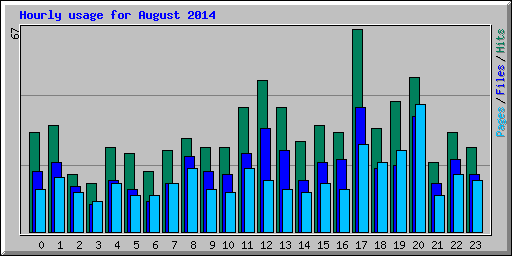 Hourly usage for August 2014
67
Pages / Files / Hits
0 1 2 3 4 5 6 7 8 9 10 11 12 13 14 15 16 17 18 19 20 21 22 23